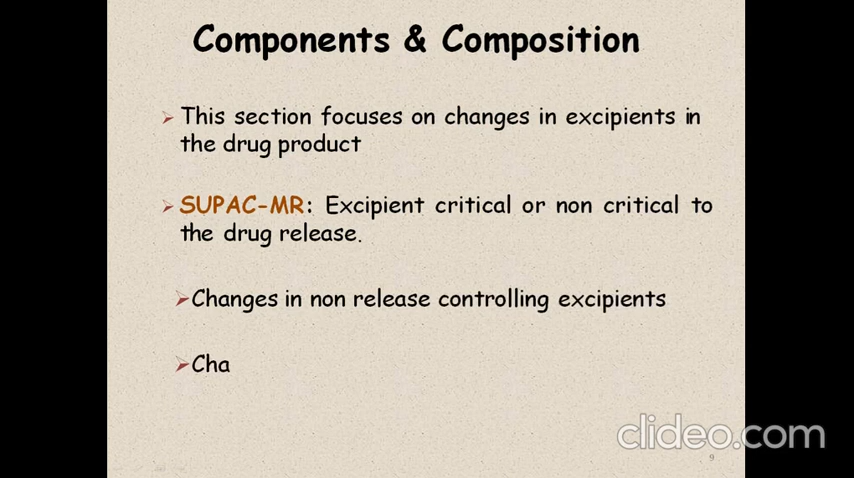 Components & Composition
➢ This section focuses on changes in excipients in
the drug product
➢ SUPAC-MR: Excipient critical or non critical to
the drug release.
➢Changes in non release controlling excipients
➢Cha
clideo.com
9